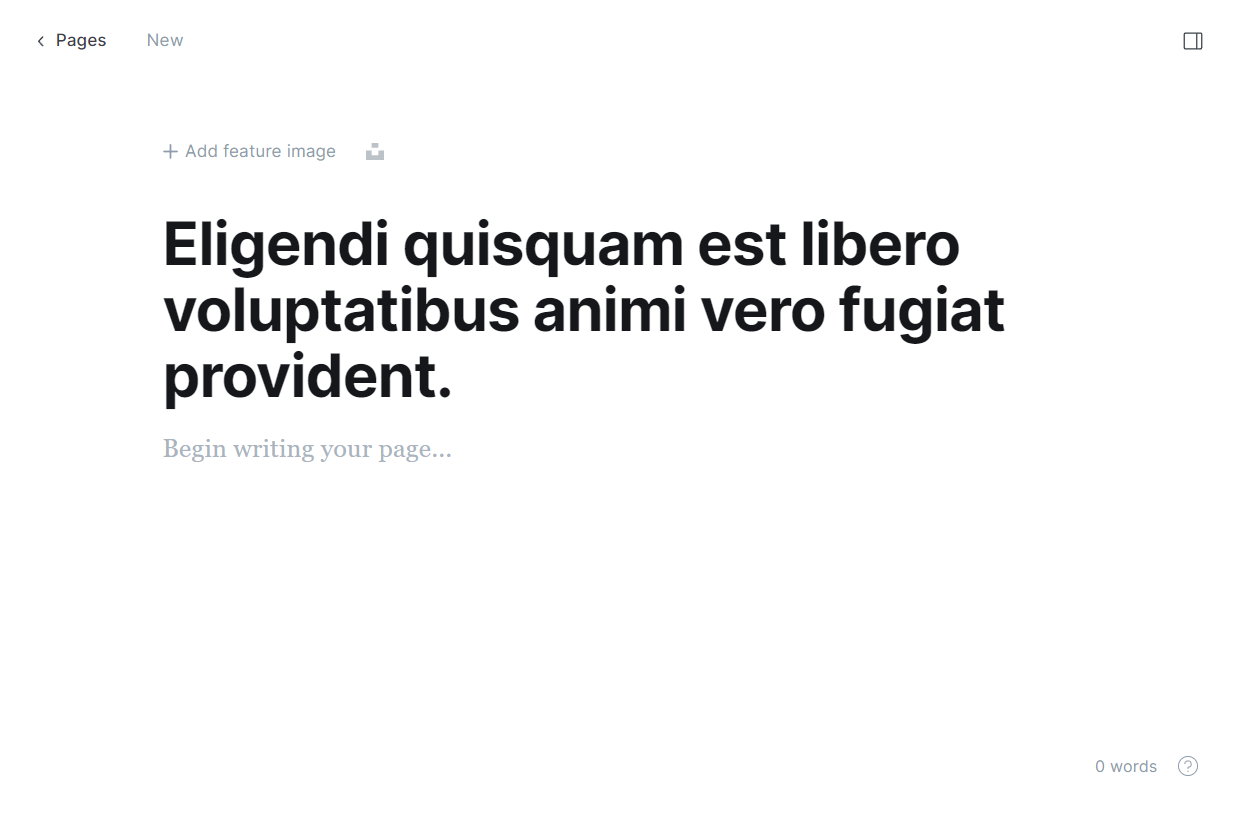 Pages
New
Add feature image
Eligendi quisquam est libero
voluptatibus animi vero fugiat
provident.
Begin writing your page...
0 words
?